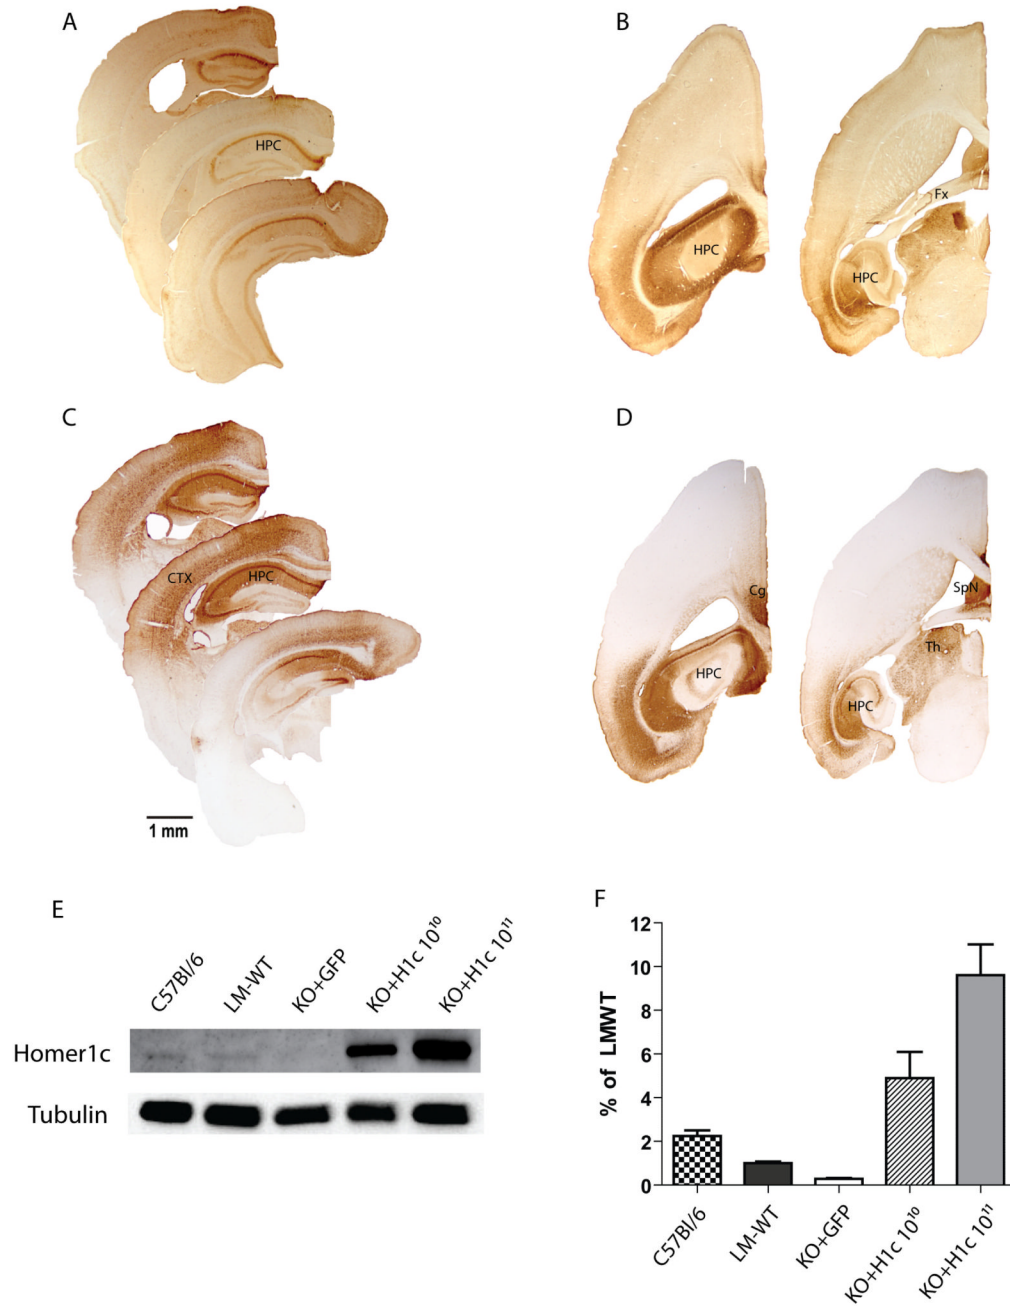 A
B
HPC
Fx
HPC
HPC
C
D
CTX
HPC
Cg
SpN
Th
HPC
HPC
1 mm
E
F
C57Bl/6
LM-WT
KO+GFP
KO+H1c 10¹⁰
KO+H1c 10¹¹
Homer1c
Tubulin
% of LMWT
12
10
8
6
4
2
0
C57Bl/6
LM-WT
KO+GFP
KO+H1c 10¹⁰
KO+H1c 10¹¹